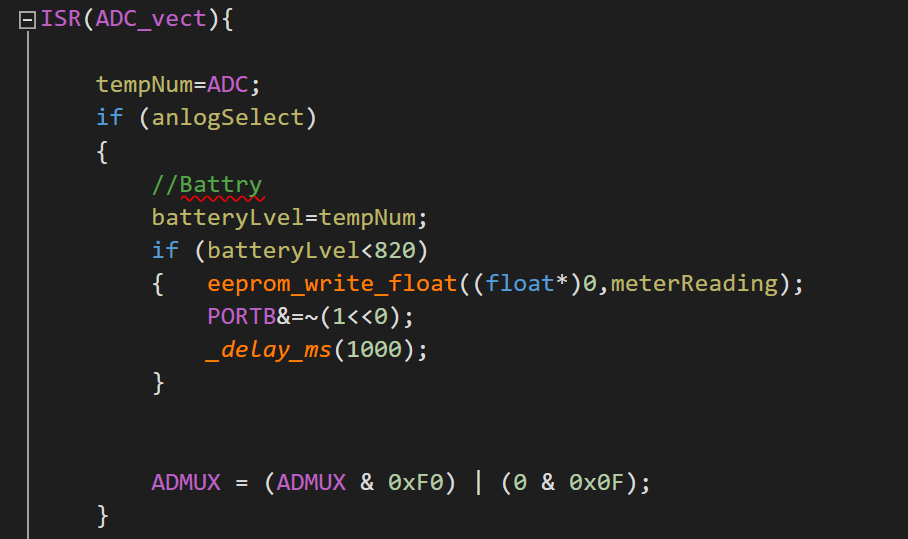 ISR(ADC_vect){
tempNum=ADC;
if (anlogSelect)
{
//Battry
batteryLvel=tempNum;
if (batteryLvel<820)
{   eeprom_write_float((float*)0,meterReading);
PORTB&=~(1<<0);
_delay_ms(1000);
}
ADMUX = (ADMUX & 0xF0) | (0 & 0x0F);
}